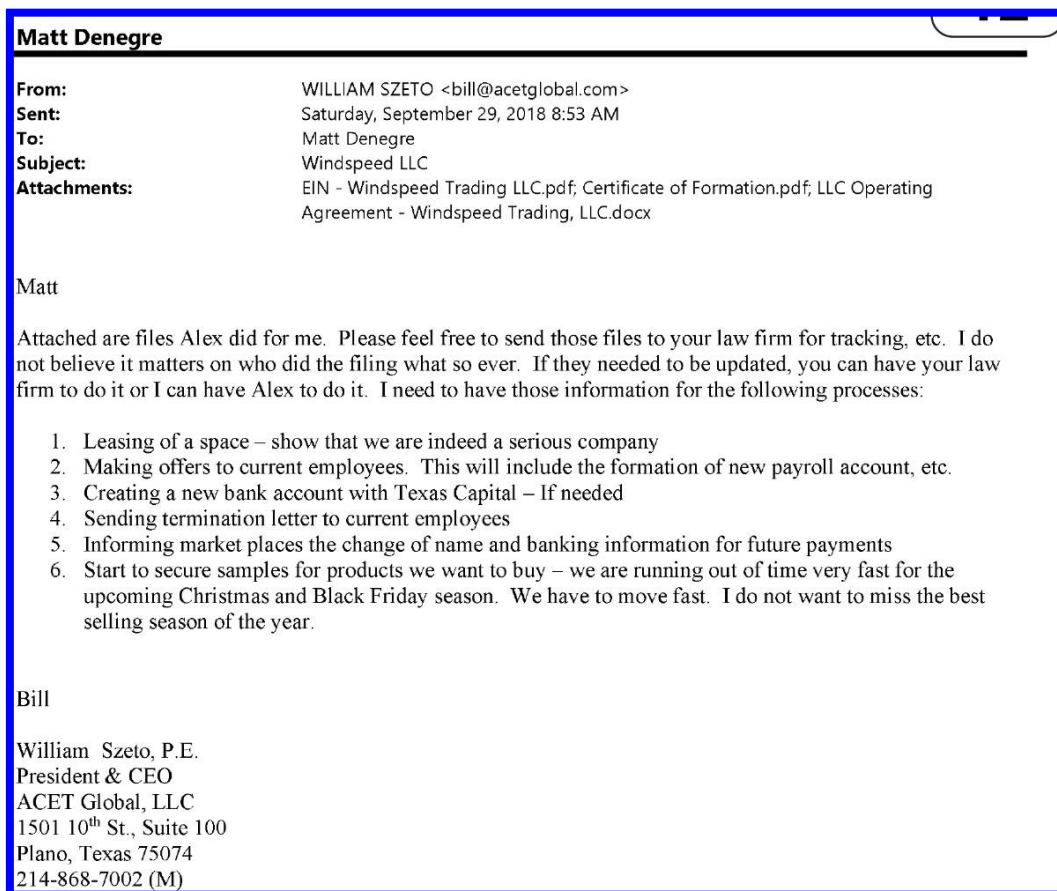 Matt Denegre
From: WILLIAM SZETO <bill@acetglobal.com>
Sent: Saturday, September 29, 2018 8:53 AM
To: Matt Denegre
Subject: Windspeed LLC
Attachments: EIN - Windspeed Trading LLC.pdf; Certificate of Formation.pdf; LLC Operating
Agreement - Windspeed Trading, LLC.docx
Matt
Attached are files Alex did for me.  Please feel free to send those files to your law firm for tracking, etc.  I do
not believe it matters on who did the filing what so ever.  If they needed to be updated, you can have your law
firm to do it or I can have Alex to do it.  I need to have those information for the following processes:
1. Leasing of a space – show that we are indeed a serious company
2. Making offers to current employees.  This will include the formation of new payroll account, etc.
3. Creating a new bank account with Texas Capital – If needed
4. Sending termination letter to current employees
5. Informing market places the change of name and banking information for future payments
6. Start to secure samples for products we want to buy – we are running out of time very fast for the
upcoming Christmas and Black Friday season.  We have to move fast.  I do not want to miss the best
selling season of the year.
Bill
William  Szeto, P.E.
President & CEO
ACET Global, LLC
1501 10th St., Suite 100
Plano, Texas 75074
214-868-7002 (M)